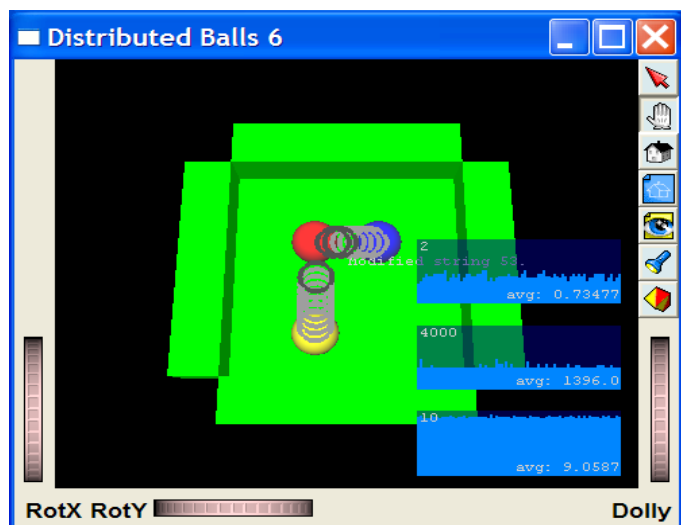 Distributed Balls 6
2
Modified string 53.
avg: 0.73477
4000
avg: 1396.0
10
avg: 9.0587
RotX RotY
Dolly